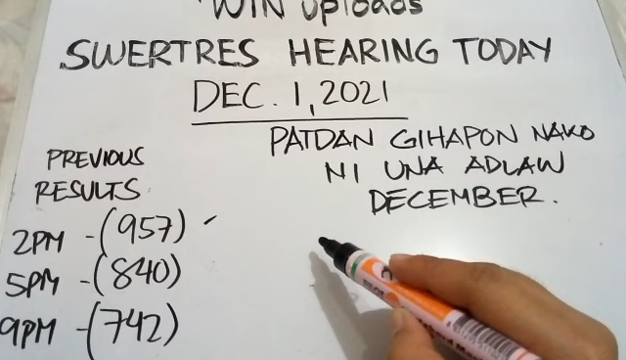 WIN uploads
SWERTRES HEARING TODAY
DEC. 1, 2021
PATDAN GIHAPON NAKO
NI UNA ADLAW
DECEMBER.
PREVIOUS
RESULTS
2PM - (957)
5PM - (840)
9PM - (742)